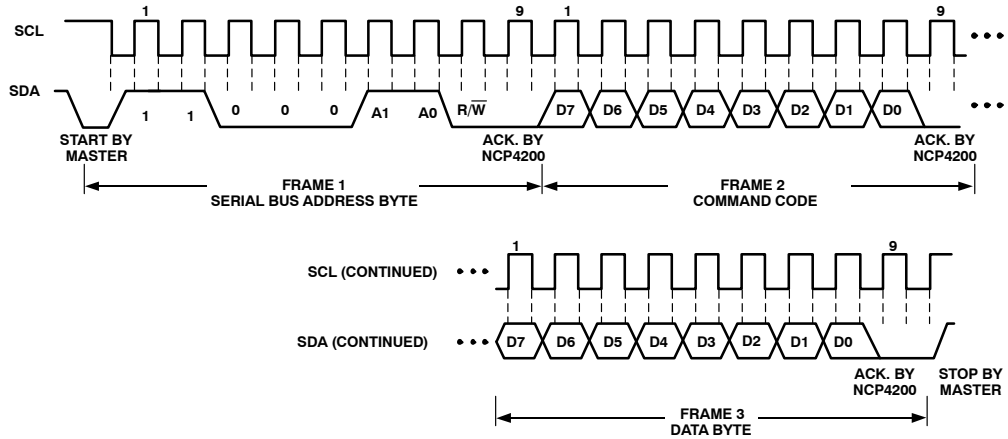 1 9 1 9
SCL
SDA
1 1 0 0 0 A1 A0 R/W̅ D7 D6 D5 D4 D3 D2 D1 D0
START BY
MASTER
ACK. BY
NCP4200
ACK. BY
NCP4200
FRAME 1
SERIAL BUS ADDRESS BYTE
FRAME 2
COMMAND CODE
1 9
SCL (CONTINUED)
SDA (CONTINUED) D7 D6 D5 D4 D3 D2 D1 D0
ACK. BY
NCP4200
STOP BY
MASTER
FRAME 3
DATA BYTE